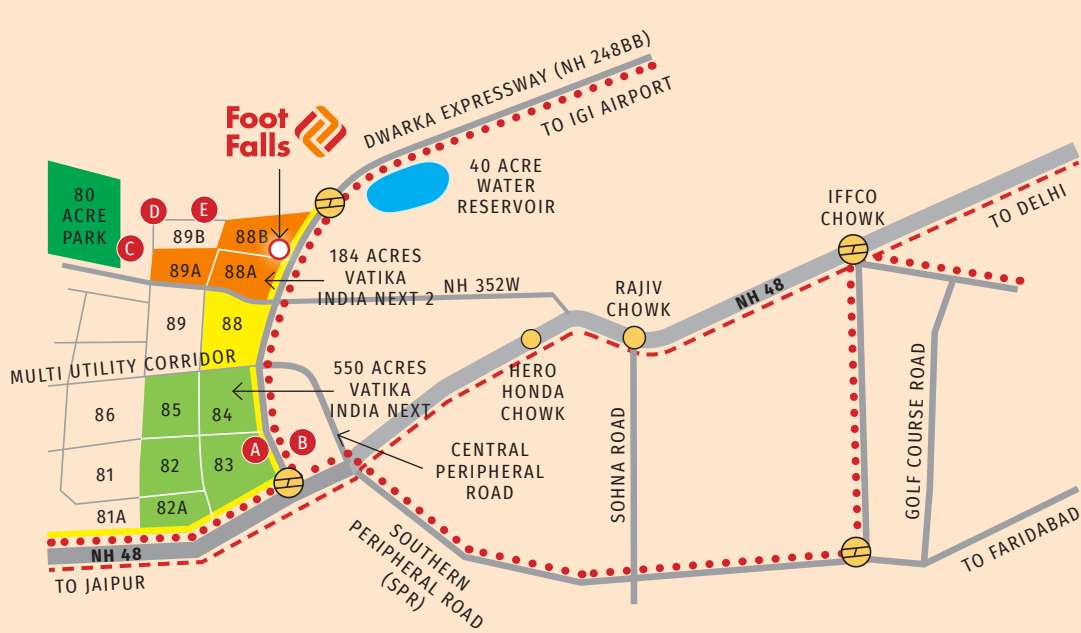 DWARKA EXPRESSWAY (NH 248BB)
TO IGI AIRPORT
Foot
Falls
40 ACRE
WATER
RESERVOIR
80
ACRE
PARK
D
E
C
89B
88B
89A
88A
184 ACRES
VATIKA
INDIA NEXT 2
NH 352W
RAJIV
CHOWK
NH 48
IFFCO
CHOWK
TO DELHI
89
88
MULTI UTILITY CORRIDOR
550 ACRES
VATIKA
INDIA NEXT
HERO
HONDA
CHOWK
86
85
84
A
B
81
82
83
CENTRAL
PERIPHERAL
ROAD
SOHNA ROAD
GOLF COURSE ROAD
81A
82A
NH 48
TO JAIPUR
SOUTHERN
PERIPHERAL ROAD
(SPR)
TO FARIDABAD